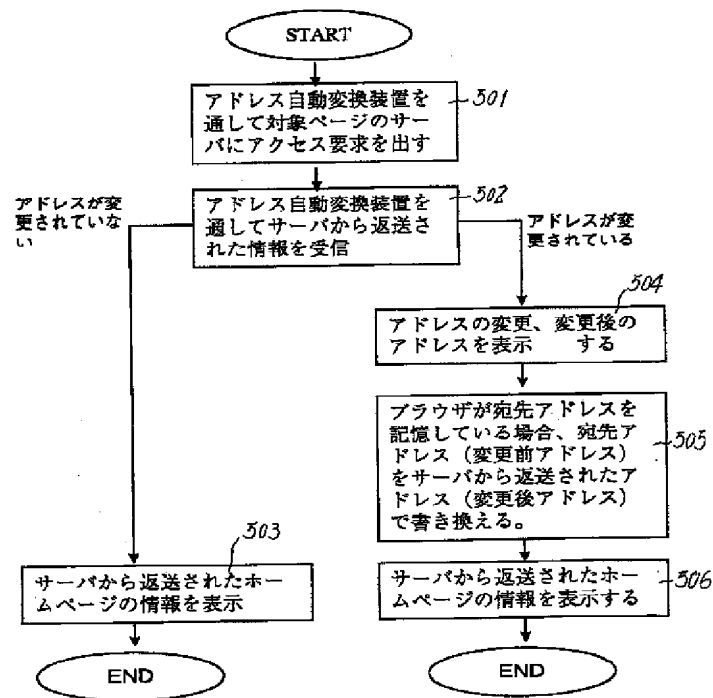 START
アドレス自動変換装置を
通して対象ページのサー
バにアクセス要求を出す
501
アドレスが変
更されていな
い
アドレス自動変換装置を
通してサーバから返送さ
れた情報を受信
502
アドレスが変
更されている
504
アドレスの変更、変更後の
アドレスを表示 する
ブラウザが宛先アドレスを
記憶している場合、宛先ア
ドレス（変更前アドレス）
をサーバから返送されたア
ドレス（変更後アドレス）
で書き換える。
505
503
サーバから返送されたホー
ムページの情報を表示
サーバから返送されたホー
ムページの情報を表示する
506
END
END